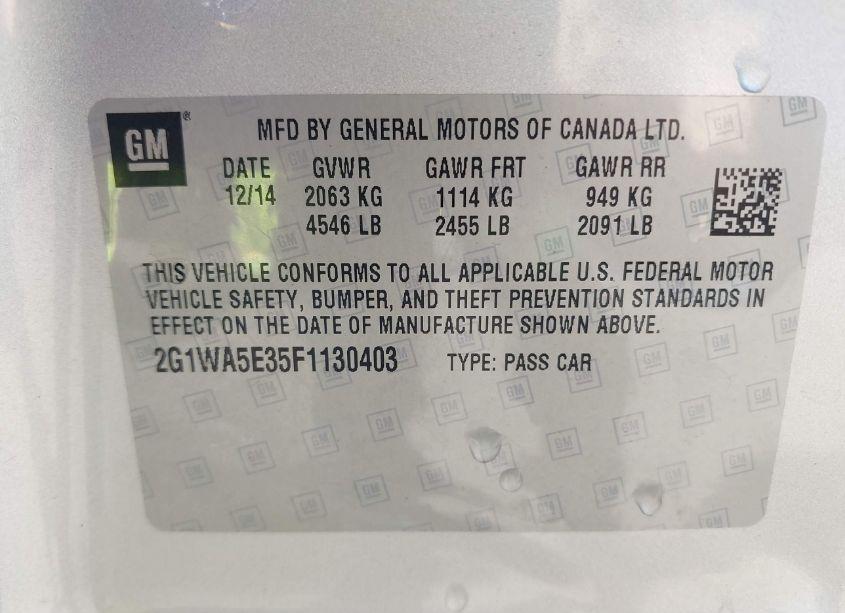 GM®
MFD BY GENERAL MOTORS OF CANADA LTD.
DATE GVWR GAWR FRT GAWR RR
12/14 2063 KG 1114 KG 949 KG
4546 LB 2455 LB 2091 LB
THIS VEHICLE CONFORMS TO ALL APPLICABLE U.S. FEDERAL MOTOR
VEHICLE SAFETY, BUMPER, AND THEFT PREVENTION STANDARDS IN
EFFECT ON THE DATE OF MANUFACTURE SHOWN ABOVE.
2G1WA5E35F1130403 TYPE: PASS CAR